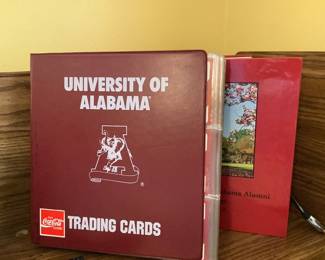 UNIVERSITY OF
ALABAMA
A
Coca-Cola
TRADING CARDS
Alumni